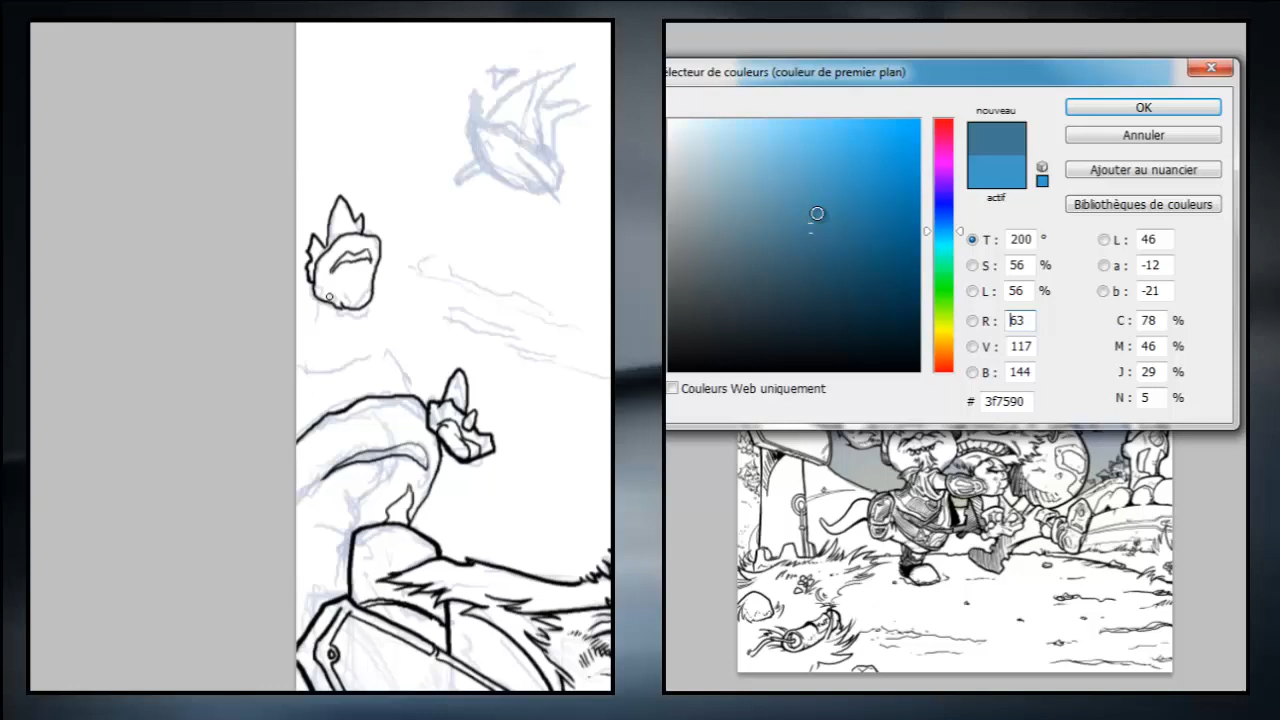 électeur de couleurs (couleur de premier plan)
nouveau
actif
OK
Annuler
Ajouter au nuancier
Bibliothèques de couleurs
T : 200 °
S : 56 %
L : 56 %
R : 63
V : 117
B : 144
# 3f7590
L : 46
a : -12
b : -21
C : 78 %
M : 46 %
J : 29 %
N : 5 %
Couleurs Web uniquement